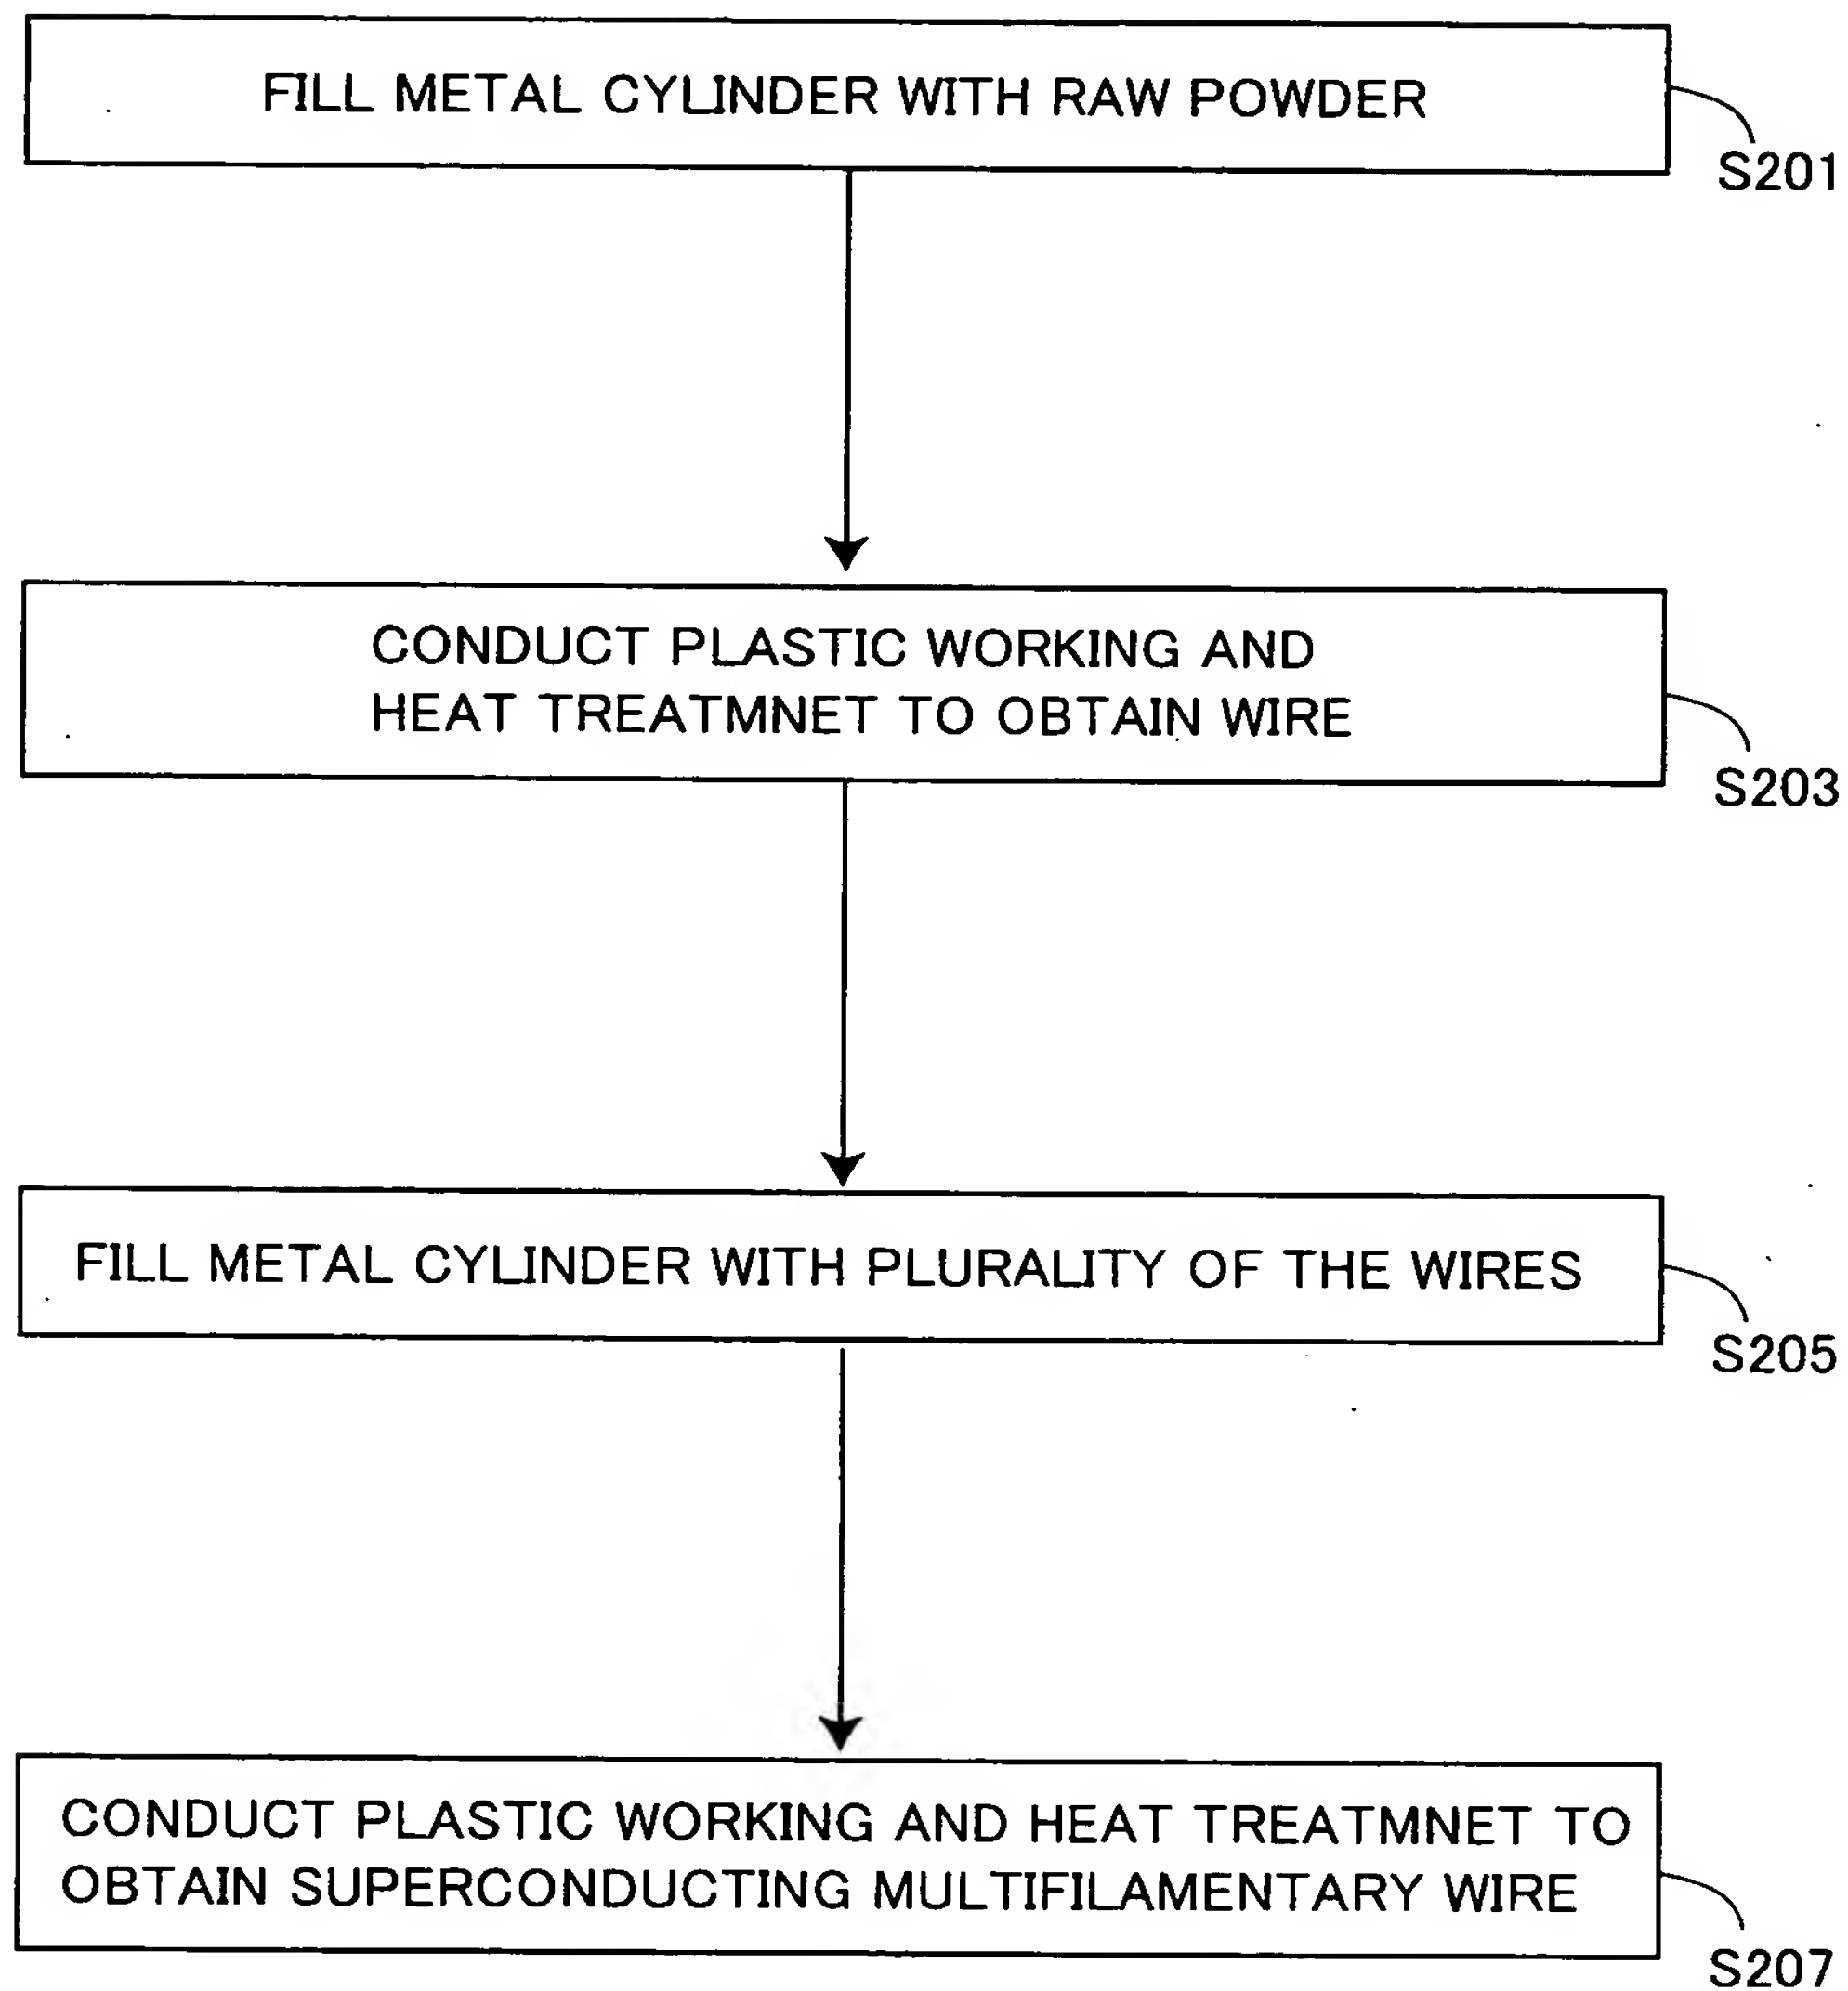 FILL METAL CYLINDER WITH RAW POWDER
S201
CONDUCT PLASTIC WORKING AND
HEAT TREATMNET TO OBTAIN WIRE
S203
FILL METAL CYLINDER WITH PLURALITY OF THE WIRES
S205
CONDUCT PLASTIC WORKING AND HEAT TREATMNET TO
OBTAIN SUPERCONDUCTING MULTIFILAMENTARY WIRE
S207